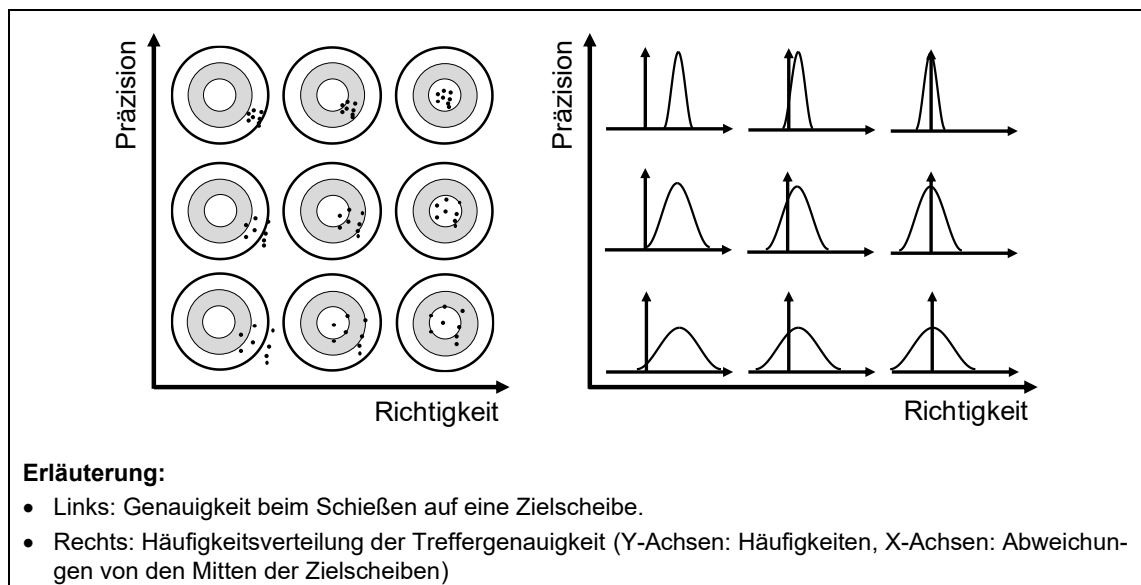 Präzision
Richtigkeit
Präzision
Richtigkeit
Erläuterung:
• Links: Genauigkeit beim Schießen auf eine Zielscheibe.
• Rechts: Häufigkeitsverteilung der Treffergenauigkeit (Y-Achsen: Häufigkeiten, X-Achsen: Abweichun-
gen von den Mitten der Zielscheiben)